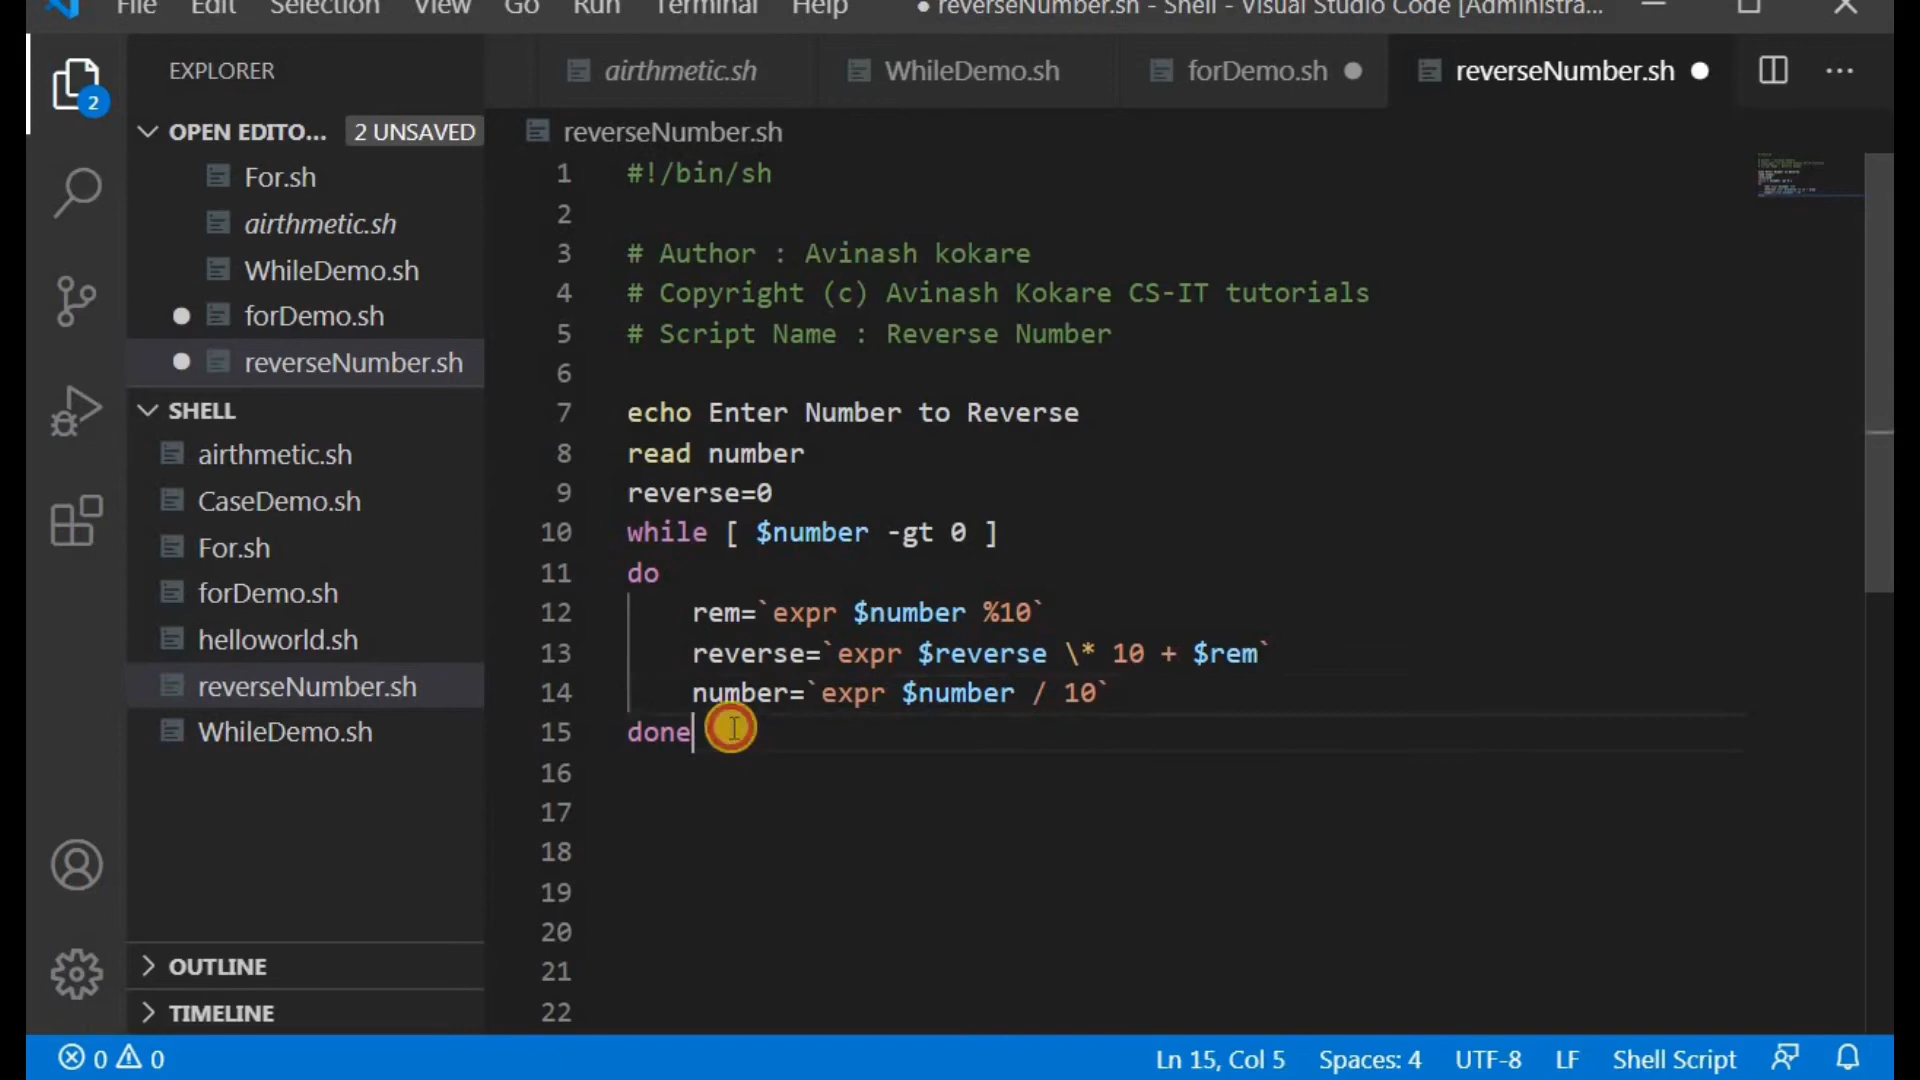 File Edit Selection View Go Run Terminal Help ● reverseNumber.sh - Shell - Visual Studio Code [Administra...
EXPLORER
airthmetic.sh WhileDemo.sh forDemo.sh reverseNumber.sh
OPEN EDITO... 2 UNSAVED
For.sh
airthmetic.sh
WhileDemo.sh
forDemo.sh
reverseNumber.sh
SHELL
airthmetic.sh
CaseDemo.sh
For.sh
forDemo.sh
helloworld.sh
reverseNumber.sh
WhileDemo.sh
OUTLINE
TIMELINE
2
reverseNumber.sh
1 #!/bin/sh
2
3 # Author : Avinash kokare
4 # Copyright (c) Avinash Kokare CS-IT tutorials
5 # Script Name : Reverse Number
6
7 echo Enter Number to Reverse
8 read number
9 reverse=0
10 while [ $number -gt 0 ]
11 do
12 rem=`expr $number %10`
13 reverse=`expr $reverse \* 10 + $rem`
14 number=`expr $number / 10`
15 done
16
17
18
19
20
21
22
0 0 Ln 15, Col 5 Spaces: 4 UTF-8 LF Shell Script